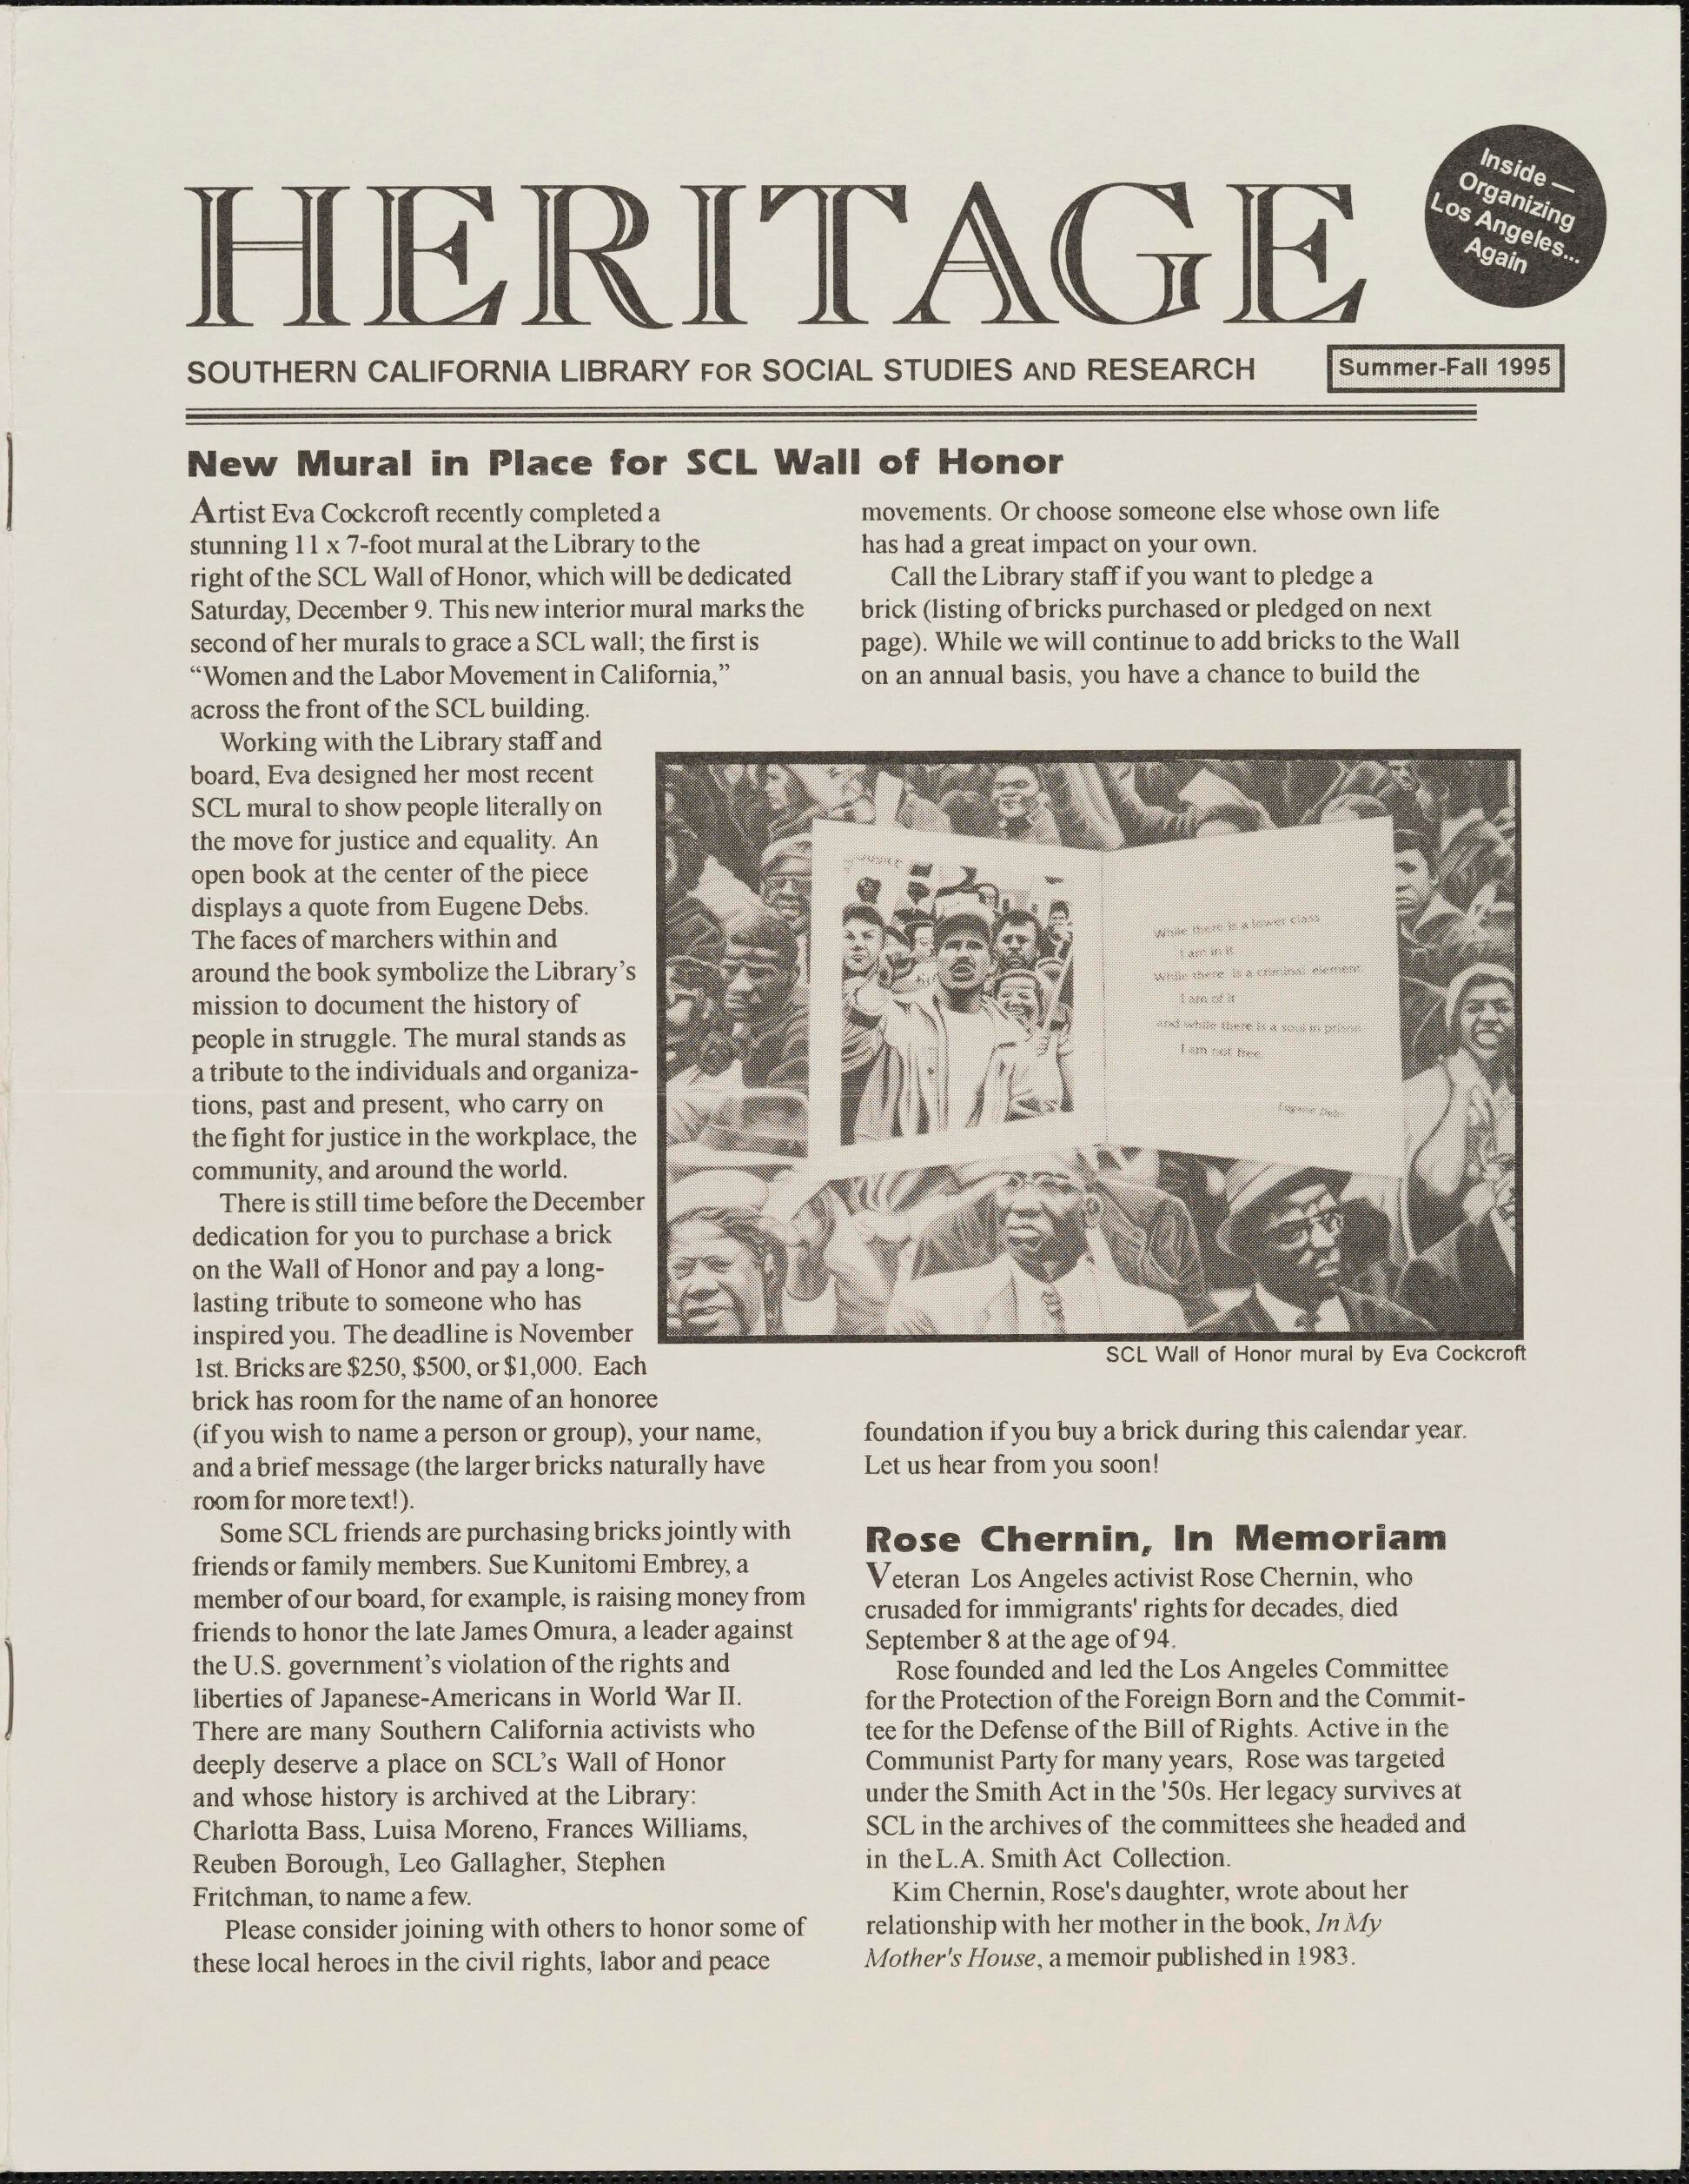 Inside —
Organizing
Los Angeles...
Again
HERITAGE
SOUTHERN CALIFORNIA LIBRARY FOR SOCIAL STUDIES AND RESEARCH
Summer-Fall 1995
New Mural in Place for SCL Wall of Honor
Artist Eva Cockcroft recently completed a
stunning 11 x 7-foot mural at the Library to the
right of the SCL Wall of Honor, which will be dedicated
Saturday, December 9. This new interior mural marks the
second of her murals to grace a SCL wall; the first is
“Women and the Labor Movement in California,”
across the front of the SCL building.
Working with the Library staff and
board, Eva designed her most recent
SCL mural to show people literally on
the move for justice and equality. An
open book at the center of the piece
displays a quote from Eugene Debs.
The faces of marchers within and
around the book symbolize the Library’s
mission to document the history of
people in struggle. The mural stands as
a tribute to the individuals and organiza-
tions, past and present, who carry on
the fight for justice in the workplace, the
community, and around the world.
There is still time before the December
dedication for you to purchase a brick
on the Wall of Honor and pay a long-
lasting tribute to someone who has
inspired you. The deadline is November
1st. Bricks are $250, $500, or $1,000. Each
brick has room for the name of an honoree
(if you wish to name a person or group), your name,
and a brief message (the larger bricks naturally have
room for more text!).
Some SCL friends are purchasing bricks jointly with
friends or family members. Sue Kunitomi Embrey, a
member of our board, for example, is raising money from
friends to honor the late James Omura, a leader against
the U.S. government’s violation of the rights and
liberties of Japanese-Americans in World War II.
There are many Southern California activists who
deeply deserve a place on SCL’s Wall of Honor
and whose history is archived at the Library:
Charlotta Bass, Luisa Moreno, Frances Williams,
Reuben Borough, Leo Gallagher, Stephen
Fritchman, to name a few.
Please consider joining with others to honor some of
these local heroes in the civil rights, labor and peace
movements. Or choose someone else whose own life
has had a great impact on your own.
Call the Library staff if you want to pledge a
brick (listing of bricks purchased or pledged on next
page). While we will continue to add bricks to the Wall
on an annual basis, you have a chance to build the
JUSTICE
While there is a lower class
I am in it
While there is a criminal element
I am of it
and while there is a soul in prison
I am not free
Eugene Debs
SCL Wall of Honor mural by Eva Cockcroft
foundation if you buy a brick during this calendar year.
Let us hear from you soon!
Rose Chernin, In Memoriam
Veteran Los Angeles activist Rose Chernin, who
crusaded for immigrants' rights for decades, died
September 8 at the age of 94.
Rose founded and led the Los Angeles Committee
for the Protection of the Foreign Born and the Commit-
tee for the Defense of the Bill of Rights. Active in the
Communist Party for many years, Rose was targeted
under the Smith Act in the '50s. Her legacy survives at
SCL in the archives of the committees she headed and
in the L.A. Smith Act Collection.
Kim Chernin, Rose's daughter, wrote about her
relationship with her mother in the book, In My
Mother's House, a memoir published in 1983.